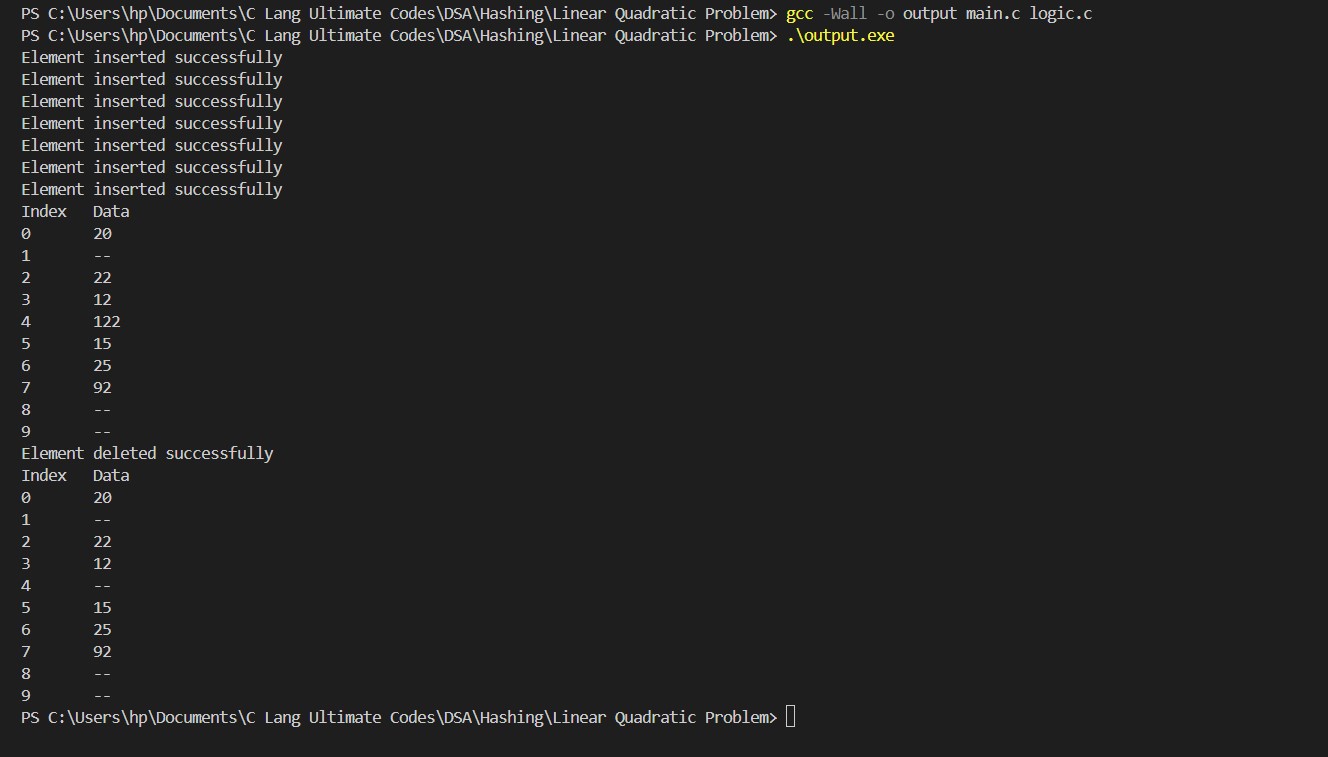 PS C:\Users\hp\Documents\C Lang Ultimate Codes\DSA\Hashing\Linear Quadratic Problem> gcc -Wall -o output main.c logic.c
PS C:\Users\hp\Documents\C Lang Ultimate Codes\DSA\Hashing\Linear Quadratic Problem> .\output.exe
Element inserted successfully
Element inserted successfully
Element inserted successfully
Element inserted successfully
Element inserted successfully
Element inserted successfully
Element inserted successfully
Index   Data
0       20
1       --
2       22
3       12
4       122
5       15
6       25
7       92
8       --
9       --
Element deleted successfully
Index   Data
0       20
1       --
2       22
3       12
4       --
5       15
6       25
7       92
8       --
9       --
PS C:\Users\hp\Documents\C Lang Ultimate Codes\DSA\Hashing\Linear Quadratic Problem>